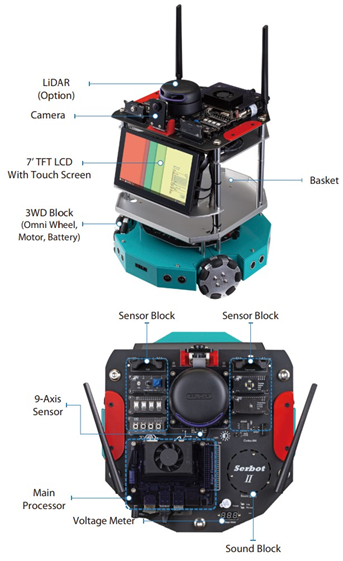 LiDAR
(Option)
Camera
7’ TFT LCD
With Touch Screen
Basket
3WD Block
(Omni Wheel,
Motor, Battery)
Sensor Block
Sensor Block
9-Axis
Sensor
Serbot
II
Main
Processor
Voltage Meter
Sound Block